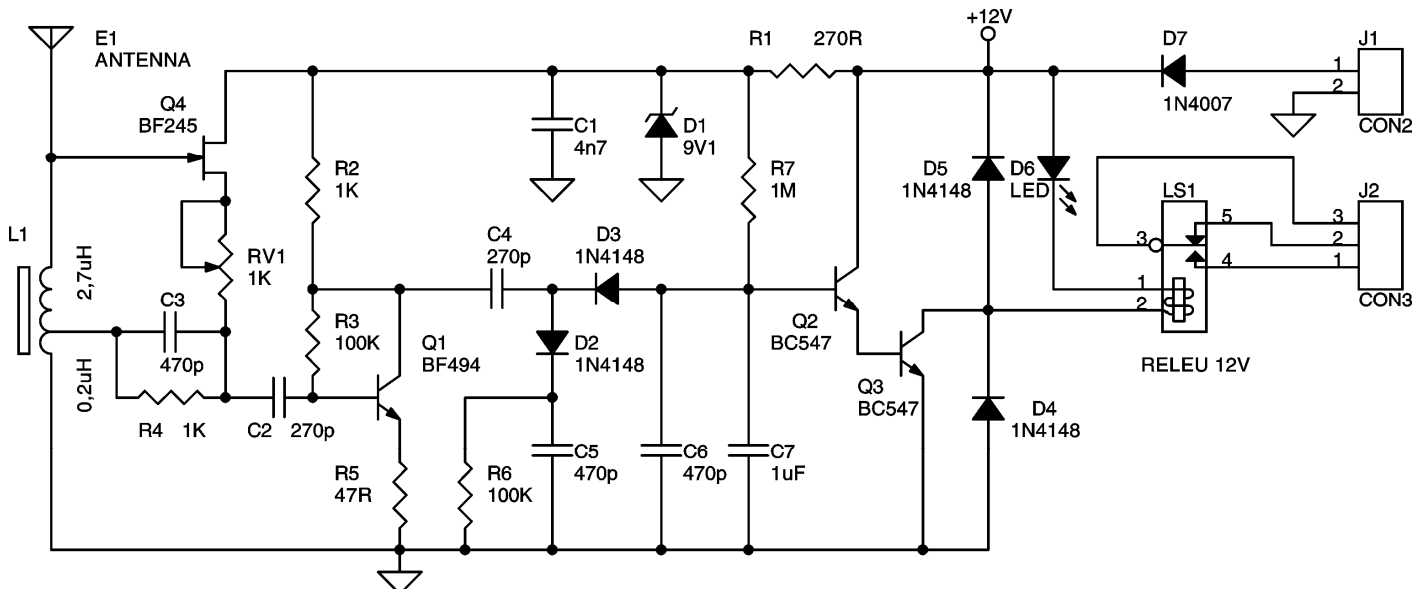 +12V
E1
ANTENNA
R1 270R
D7
1N4007
J1
1
2
CON2
Q4
BF245
C1
4n7
D1
9V1
R2
1K
R7
1M
D5
1N4148
D6
LED
LS1
3
5
4
1
2
RELEU 12V
J2
3
2
1
CON3
L1
2,7uH
0,2uH
RV1
1K
C3
470p
R4 1K
C2 270p
C4
270p
D3
1N4148
R3
100K
Q1
BF494
D2
1N4148
Q2
BC547
Q3
BC547
D4
1N4148
R5
47R
R6
100K
C5
470p
C6
470p
C7
1uF